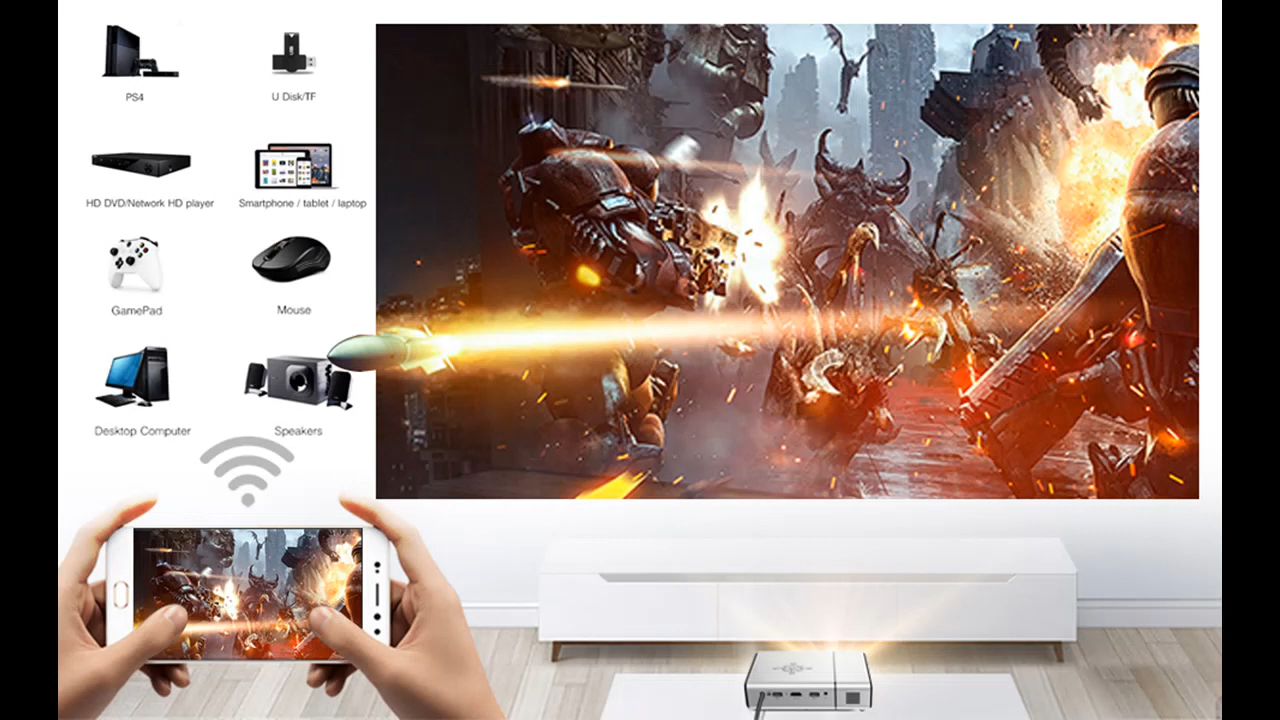 PS4
U Disk/TF
HD DVD/Network HD player
Smartphone / tablet / laptop
GamePad
Mouse
Desktop Computer
Speakers